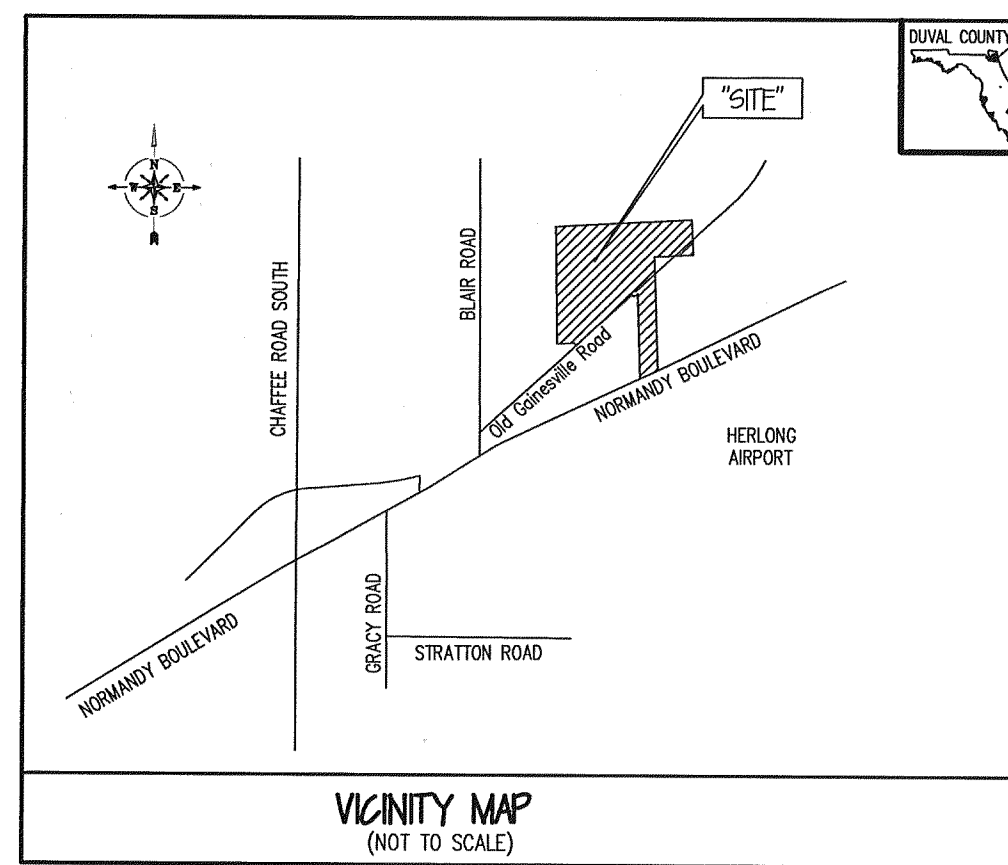 DUVAL COUNTY
"SITE"
N
W E
S
BLAIR ROAD
CHAFFEE ROAD SOUTH
Old Gainesville Road
NORMANDY BOULEVARD
HERLONG
AIRPORT
GRACY ROAD
STRATTON ROAD
NORMANDY BOULEVARD
VICINITY MAP
(NOT TO SCALE)